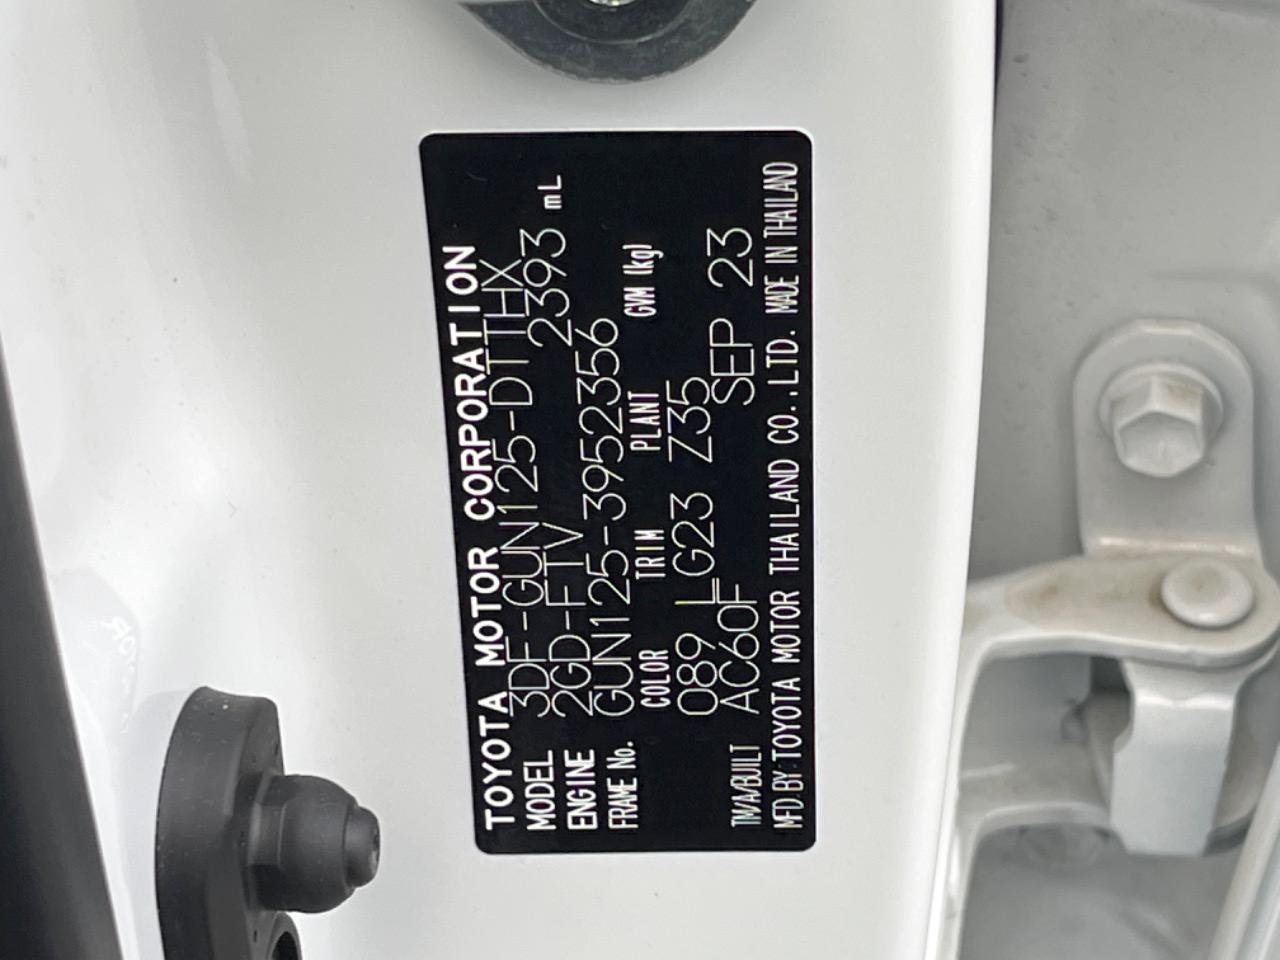 TOYOTA MOTOR CORPORATION
MODEL 3DF-GUN125-DTTHX
ENGINE 2GD-FTV 2393 mL
FRAME No. GUN125-3952356
COLOR TRIM PLANT GVM (kg)
089 LG23 Z35
TM/A/BUILT AC60F SEP 23
MFD.BY:TOYOTA MOTOR THAILAND CO.,LTD. MADE IN THAILAND